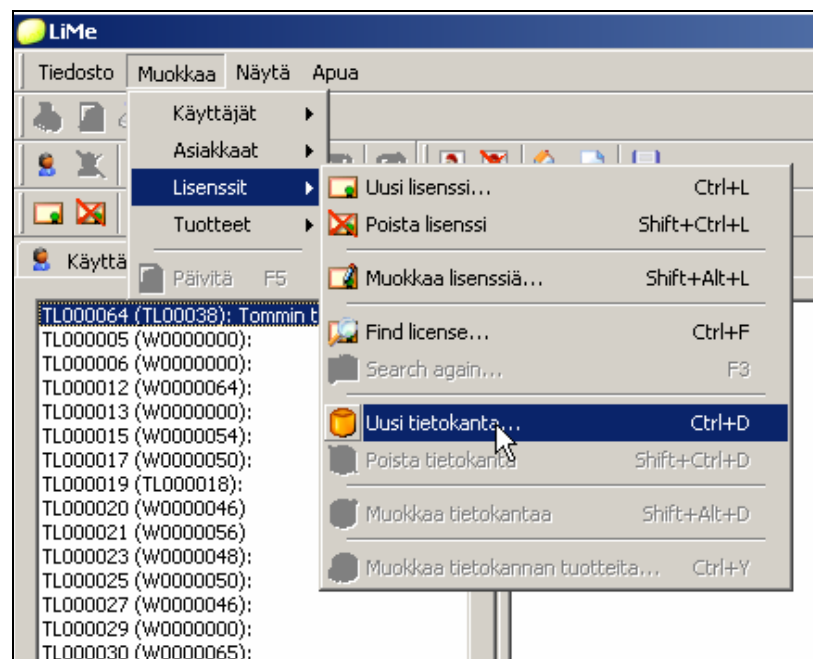 LiMe
Tiedosto Muokkaa Näytä Apua
Käyttäjät
Asiakkaat
Lisenssit
Tuotteet
Päivitä F5
Uusi lisenssi... Ctrl+L
Poista lisenssi Shift+Ctrl+L
Muokkaa lisenssiä... Shift+Alt+L
Find license... Ctrl+F
Search again... F3
Uusi tietokanta... Ctrl+D
Poista tietokanta Shift+Ctrl+D
Muokkaa tietokantaa Shift+Alt+D
Muokkaa tietokannan tuotteita... Ctrl+Y
Käyttä
TL000064 (TL00038): Tommin t
TL000005 (W0000000):
TL000006 (W0000000):
TL000012 (W0000064):
TL000013 (W0000000):
TL000015 (W0000054):
TL000017 (W0000050):
TL000019 (TL000018):
TL000020 (W0000046)
TL000021 (W0000056)
TL000023 (W0000048):
TL000025 (W0000050):
TL000027 (W0000046):
TL000029 (W0000000):
TL000030 (W0000065):